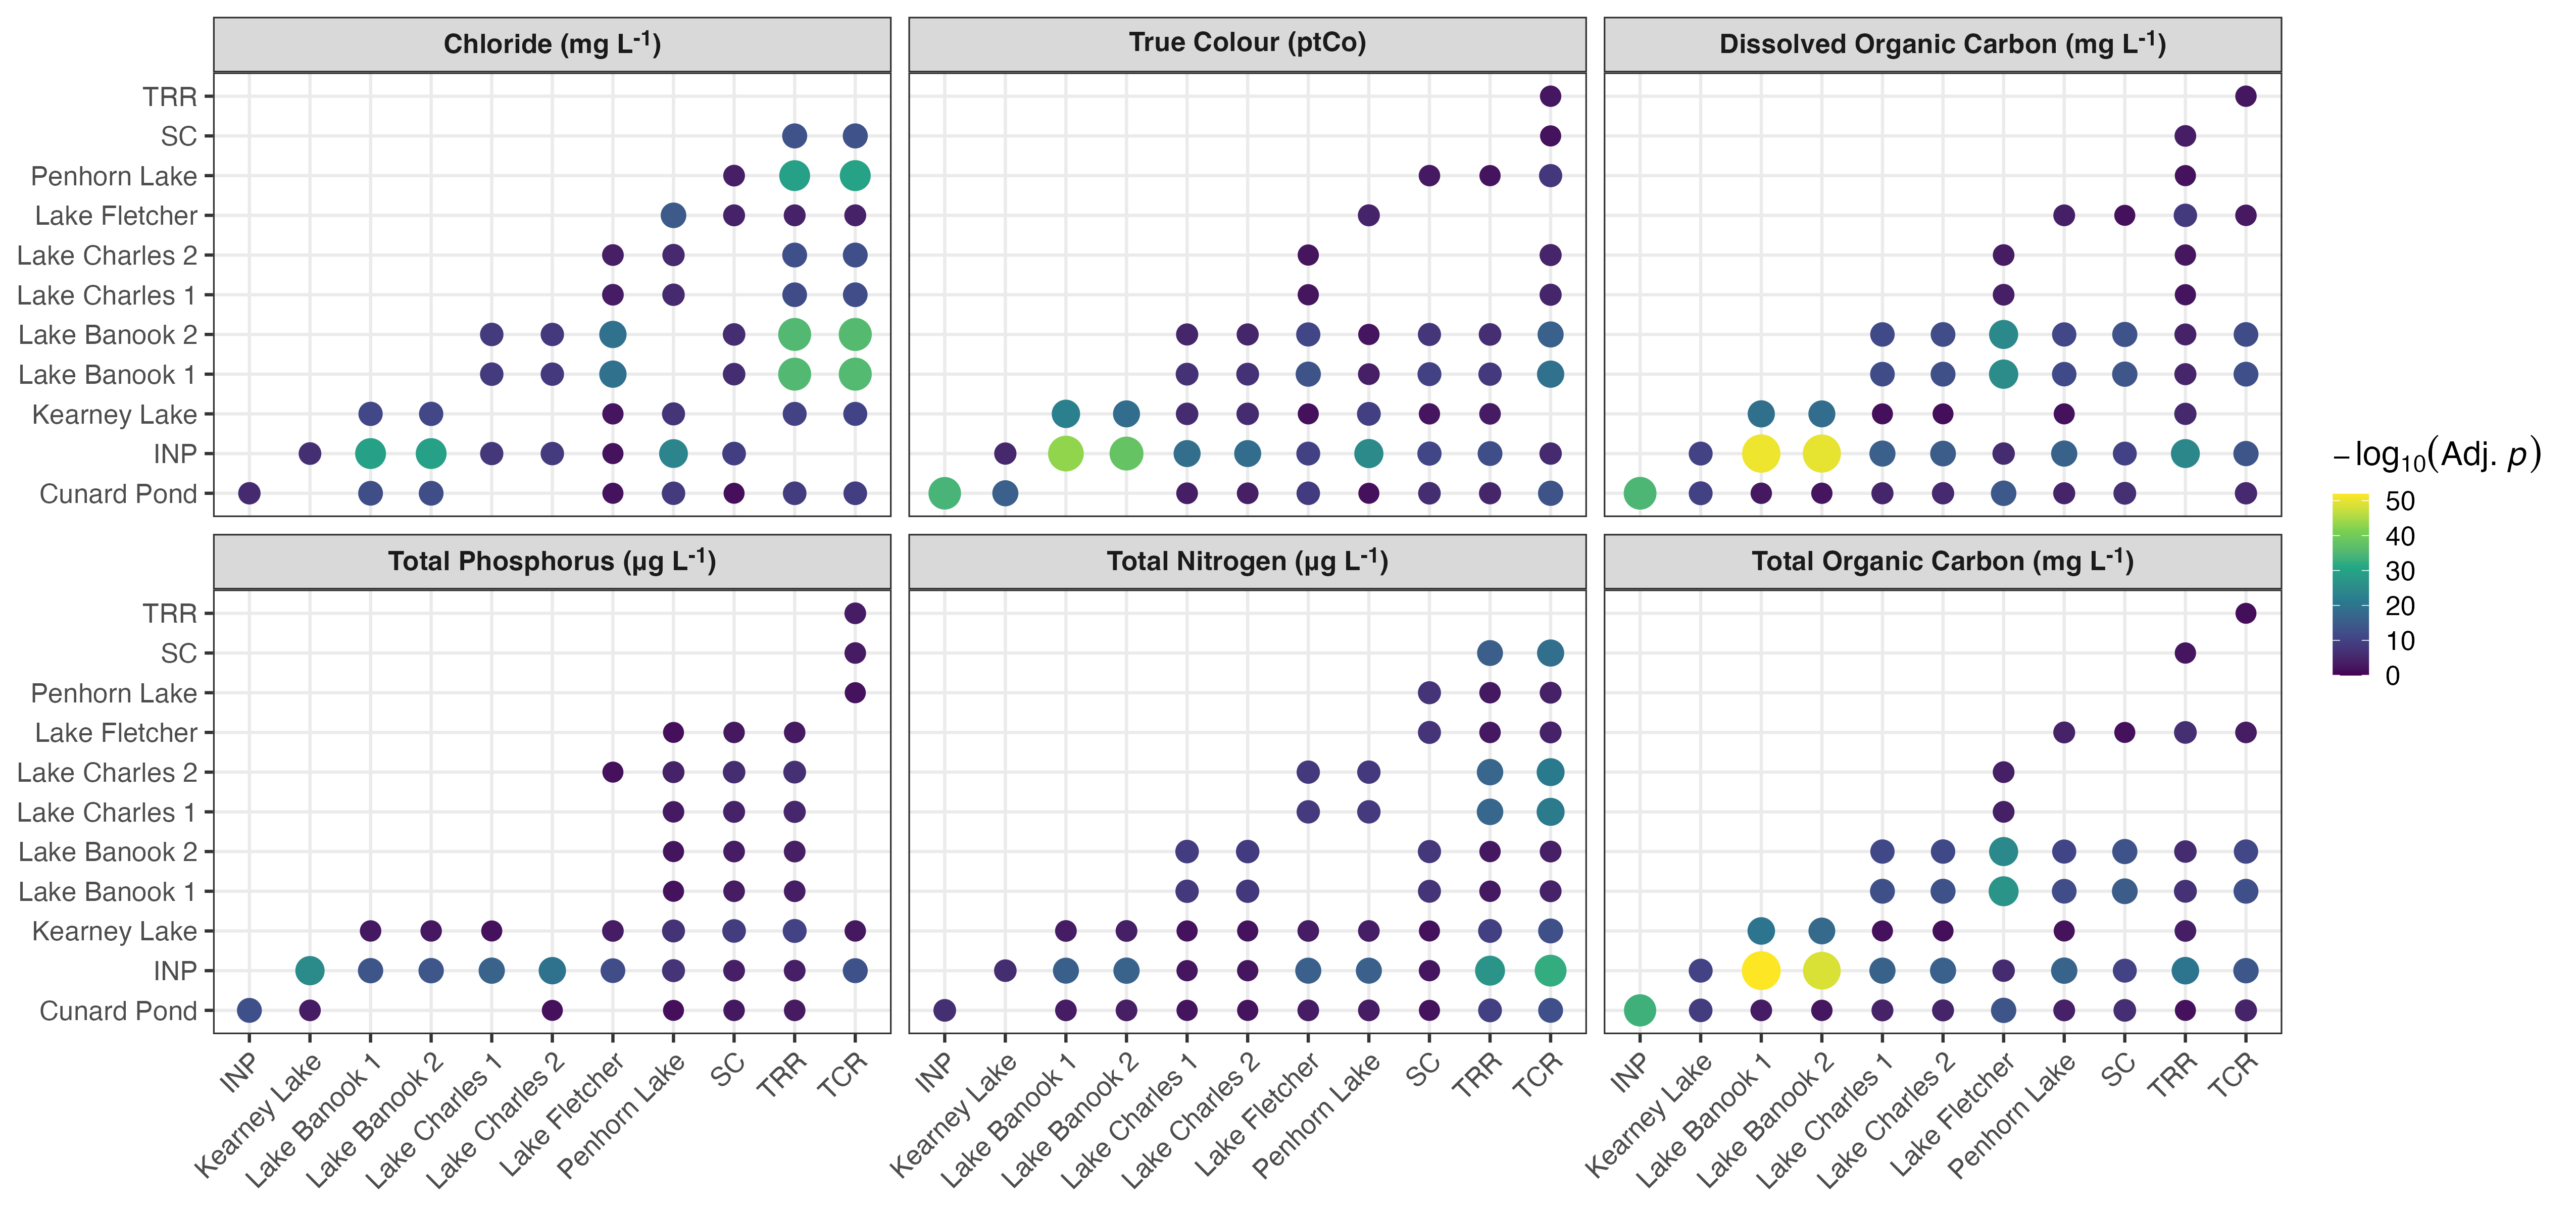 Chloride (mg L⁻¹)
True Colour (ptCo)
Dissolved Organic Carbon (mg L⁻¹)
TRR
SC
Penhorn Lake
Lake Fletcher
Lake Charles 2
Lake Charles 1
Lake Banook 2
Lake Banook 1
Kearney Lake
INP
Cunard Pond
Total Phosphorus (µg L⁻¹)
Total Nitrogen (µg L⁻¹)
Total Organic Carbon (mg L⁻¹)
TRR
SC
Penhorn Lake
Lake Fletcher
Lake Charles 2
Lake Charles 1
Lake Banook 2
Lake Banook 1
Kearney Lake
INP
Cunard Pond
INP
Kearney Lake
Lake Banook 1
Lake Banook 2
Lake Charles 1
Lake Charles 2
Lake Fletcher
Penhorn Lake
SC
TRR
TCR
INP
Kearney Lake
Lake Banook 1
Lake Banook 2
Lake Charles 1
Lake Charles 2
Lake Fletcher
Penhorn Lake
SC
TRR
TCR
INP
Kearney Lake
Lake Banook 1
Lake Banook 2
Lake Charles 1
Lake Charles 2
Lake Fletcher
Penhorn Lake
SC
TRR
TCR
−log₁₀(Adj. p)
50
40
30
20
10
0